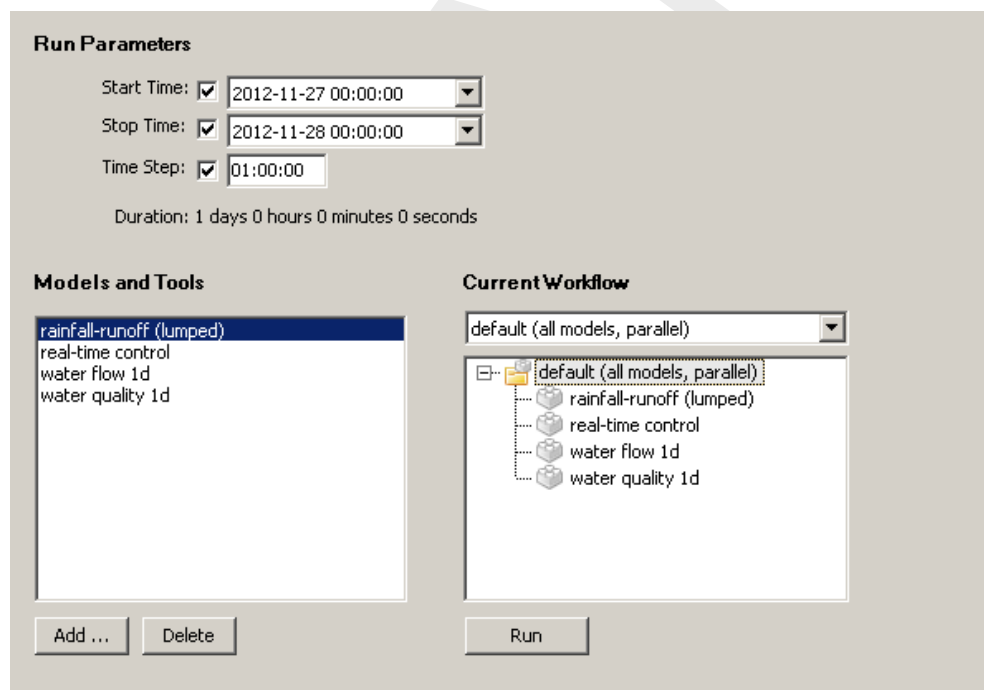 Run Parameters
Start Time: 2012-11-27 00:00:00
Stop Time: 2012-11-28 00:00:00
Time Step: 01:00:00
Duration: 1 days 0 hours 0 minutes 0 seconds
Models and Tools
rainfall-runoff (lumped)
real-time control
water flow 1d
water quality 1d
Add ... Delete
Current Workflow
default (all models, parallel)
default (all models, parallel)
rainfall-runoff (lumped)
real-time control
water flow 1d
water quality 1d
Run